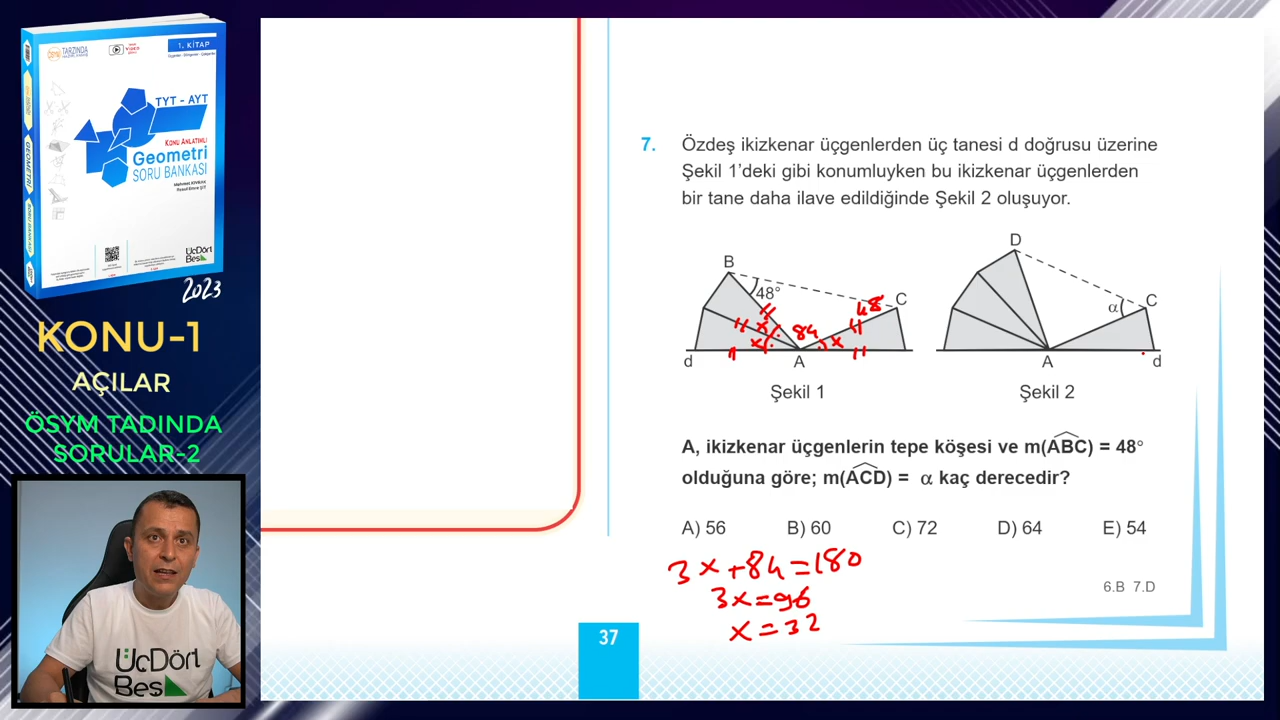 TARZINDA
1. KİTAP
TYT - AYT
KONU ANLATIMLI
Geometri
SORU BANKASI
ÜçDört
Beş
2023
KONU-1
AÇILAR
ÖSYM TADINDA
SORULAR-2
ÜçDört
Beş
7. Özdeş ikizkenar üçgenlerden üç tanesi d doğrusu üzerine
Şekil 1’deki gibi konumluyken bu ikizkenar üçgenlerden
bir tane daha ilave edildiğinde Şekil 2 oluşuyor.
B
48°
C
48
84
x
x
x
d
A
Şekil 1
D
C
α
A
d
Şekil 2
A, ikizkenar üçgenlerin tepe köşesi ve m(ABC) = 48°
olduğuna göre; m(ACD) = α kaç derecedir?
A) 56 B) 60 C) 72 D) 64 E) 54
3x+84=180
3x=96
x=32
6.B 7.D
37